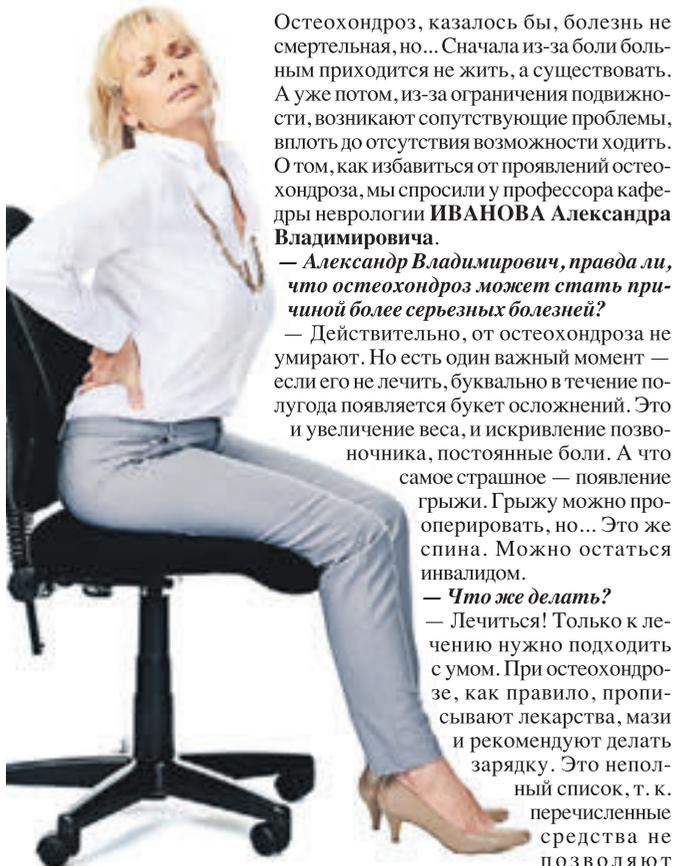 Остеохондроз, казалось бы, болезнь не
смертельная, но... Сначала из-за боли боль-
ным приходится не жить, а существовать.
А уже потом, из-за ограничения подвижно-
сти, возникают сопутствующие проблемы,
вплоть до отсутствия возможности ходить.
О том, как избавиться от проявлений остео-
хондроза, мы спросили у профессора кафе-
дры неврологии ИВАНОВА Александра
Владимировича.
— Александр Владимирович, правда ли,
что остеохондроз может стать при-
чиной более серьезных болезней?
— Действительно, от остеохондроза не
умирают. Но есть один важный момент —
если его не лечить, буквально в течение по-
лугода появляется букет осложнений. Это
и увеличение веса, и искривление позво-
ночника, постоянные боли. А что
самое страшное — появление
грыжи. Грыжу можно про-
оперировать, но... Это же
спина. Можно остаться
инвалидом.
— Что же делать?
— Лечиться! Только к ле-
чению нужно подходить
с умом. При остеохондро-
зе, как правило, пропи-
сывают лекарства, мази
и рекомендуют делать
зарядку. Это непол-
ный список, т. к.
перечисленные
средства не
позволяют